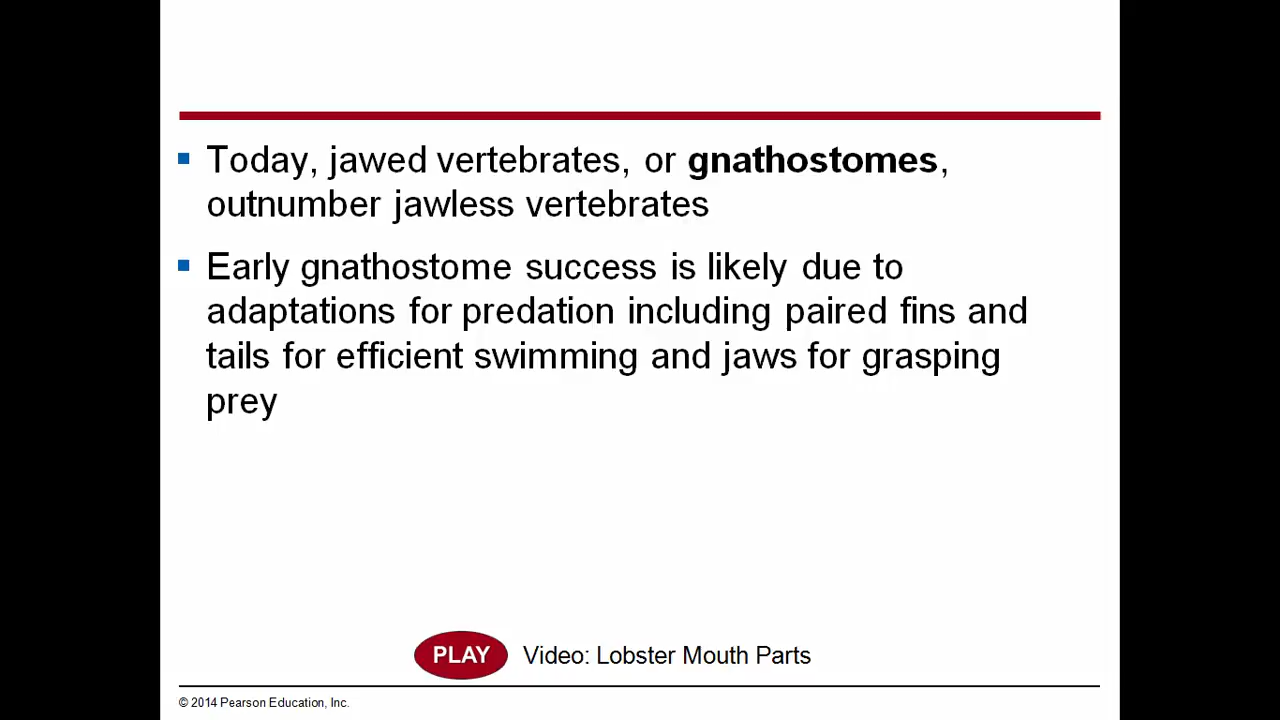 Today, jawed vertebrates, or gnathostomes,
outnumber jawless vertebrates
Early gnathostome success is likely due to
adaptations for predation including paired fins and
tails for efficient swimming and jaws for grasping
prey
PLAY Video: Lobster Mouth Parts
© 2014 Pearson Education, Inc.